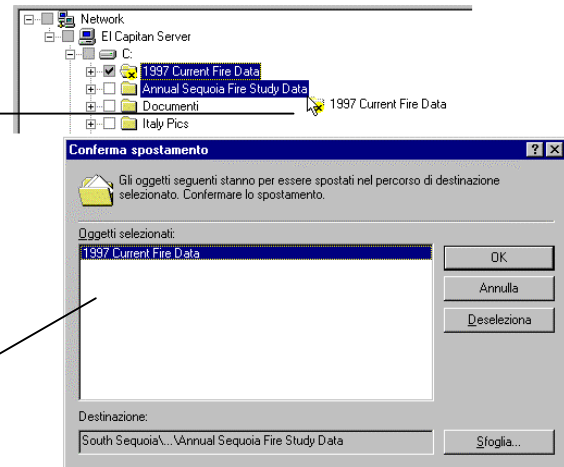 Network
El Capitan Server
C:
1997 Current Fire Data
Annual Sequoia Fire Study Data
1997 Current Fire Data
Documenti
Italy Pics
Conferma spostamento
Gli oggetti seguenti stanno per essere spostati nel percorso di destinazione
selezionato. Confermare lo spostamento.
Oggetti selezionati:
1997 Current Fire Data
OK
Annulla
Deseleziona
Destinazione:
South Sequoia\...\Annual Sequoia Fire Study Data
Sfoglia...